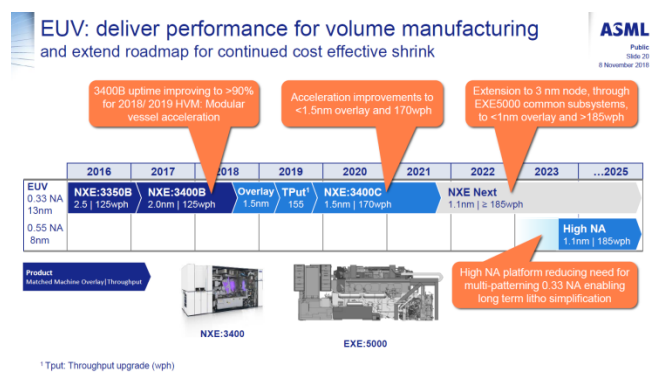 EUV: deliver performance for volume manufacturing
and extend roadmap for continued cost effective shrink
ASML
Public
Slide 20
8 November 2018
3400B uptime improving to >90%
for 2018/ 2019 HVM: Modular
vessel acceleration
Acceleration improvements to
<1.5nm overlay and 170wph
Extension to 3 nm node, through
EXE5000 common subsystems,
to <1nm overlay and >185wph
2016 2017 2018 2019 2020 2021 2022 2023 ...2025
EUV
0.33 NA
13nm
NXE:3350B
2.5 | 125wph
NXE:3400B
2.0nm | 125wph
Overlay
1.5nm
TPut¹
155
NXE:3400C
1.5nm | 170wph
NXE Next
1.1nm | ≥ 185wph
0.55 NA
8nm
High NA
1.1nm | 185wph
Product
Matched Machine Overlay|Throughput
NXE:3400
EXE:5000
High NA platform reducing need for
multi-patterning 0.33 NA enabling
long term litho simplification
¹ Tput: Throughput upgrade (wph)